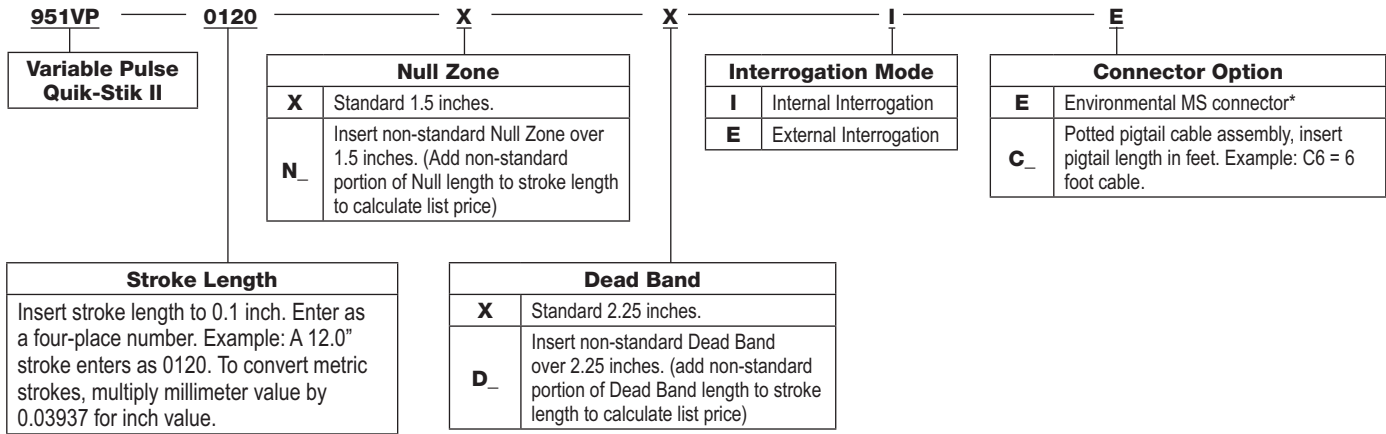 951VP 0120 X X I E
Variable Pulse
Quik-Stik II
Null Zone
X Standard 1.5 inches.
N_ Insert non-standard Null Zone over
1.5 inches. (Add non-standard
portion of Null length to stroke length
to calculate list price)
Interrogation Mode
I Internal Interrogation
E External Interrogation
Connector Option
E Environmental MS connector*
C_ Potted pigtail cable assembly, insert
pigtail length in feet. Example: C6 = 6
foot cable.
Stroke Length
Insert stroke length to 0.1 inch. Enter as
a four-place number. Example: A 12.0”
stroke enters as 0120. To convert metric
strokes, multiply millimeter value by
0.03937 for inch value.
Dead Band
X Standard 2.25 inches.
D_ Insert non-standard Dead Band
over 2.25 inches. (add non-standard
portion of Dead Band length to stroke
length to calculate list price)